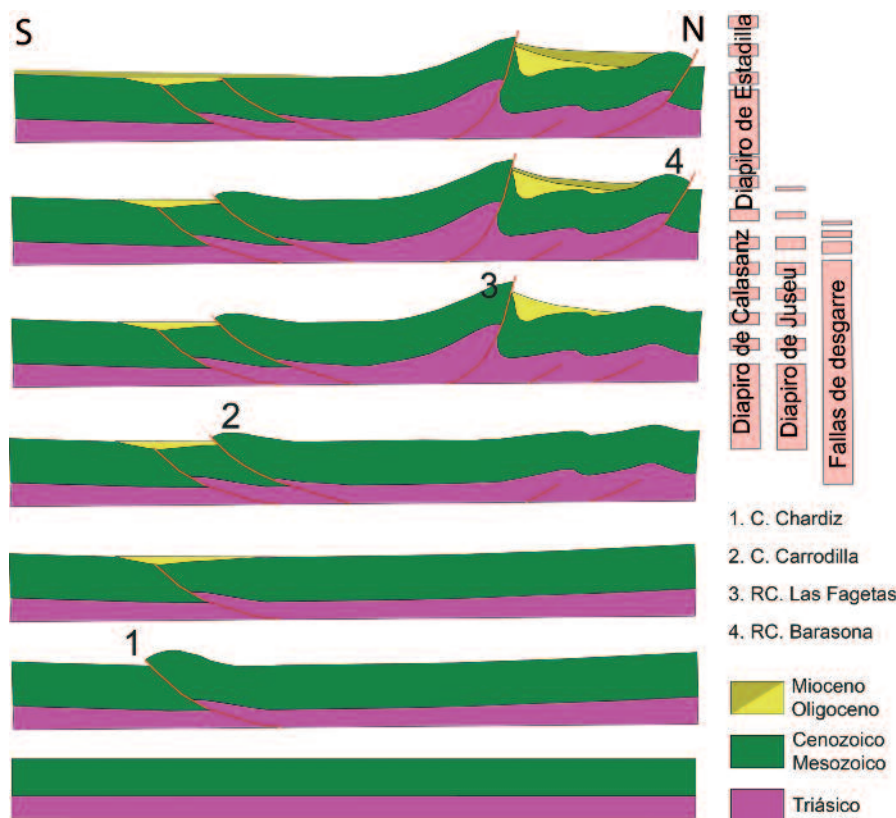 S
N
4
3
2
1
Diapiro de Estadilla
Diapiro de Calasanz
Diapiro de Juseu
Fallas de desgarre
1. C. Chardiz
2. C. Carrodilla
3. RC. Las Fagetas
4. RC. Barasona
Mioceno
Oligoceno
Cenozoico
Mesozoico
Triásico